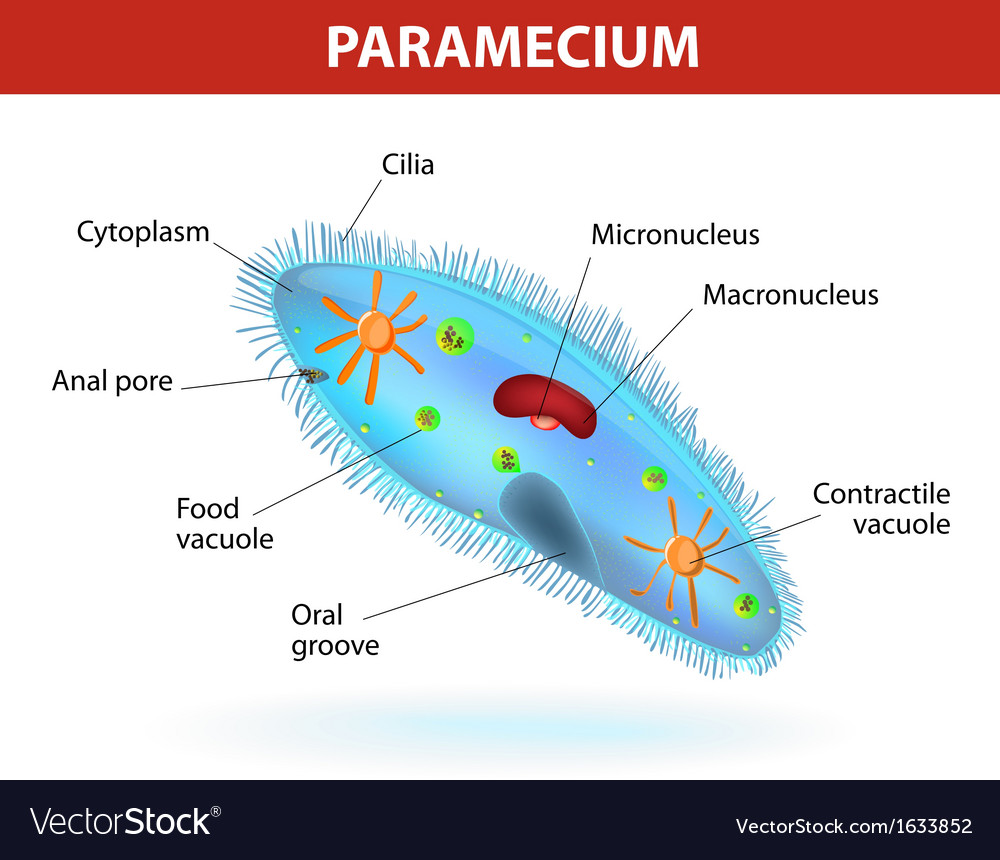 PARAMECIUM
Cilia
Cytoplasm
Micronucleus
Macronucleus
Anal pore
Food
vacuole
Contractile
vacuole
Oral
groove
VectorStock®
VectorStock.com/1633852